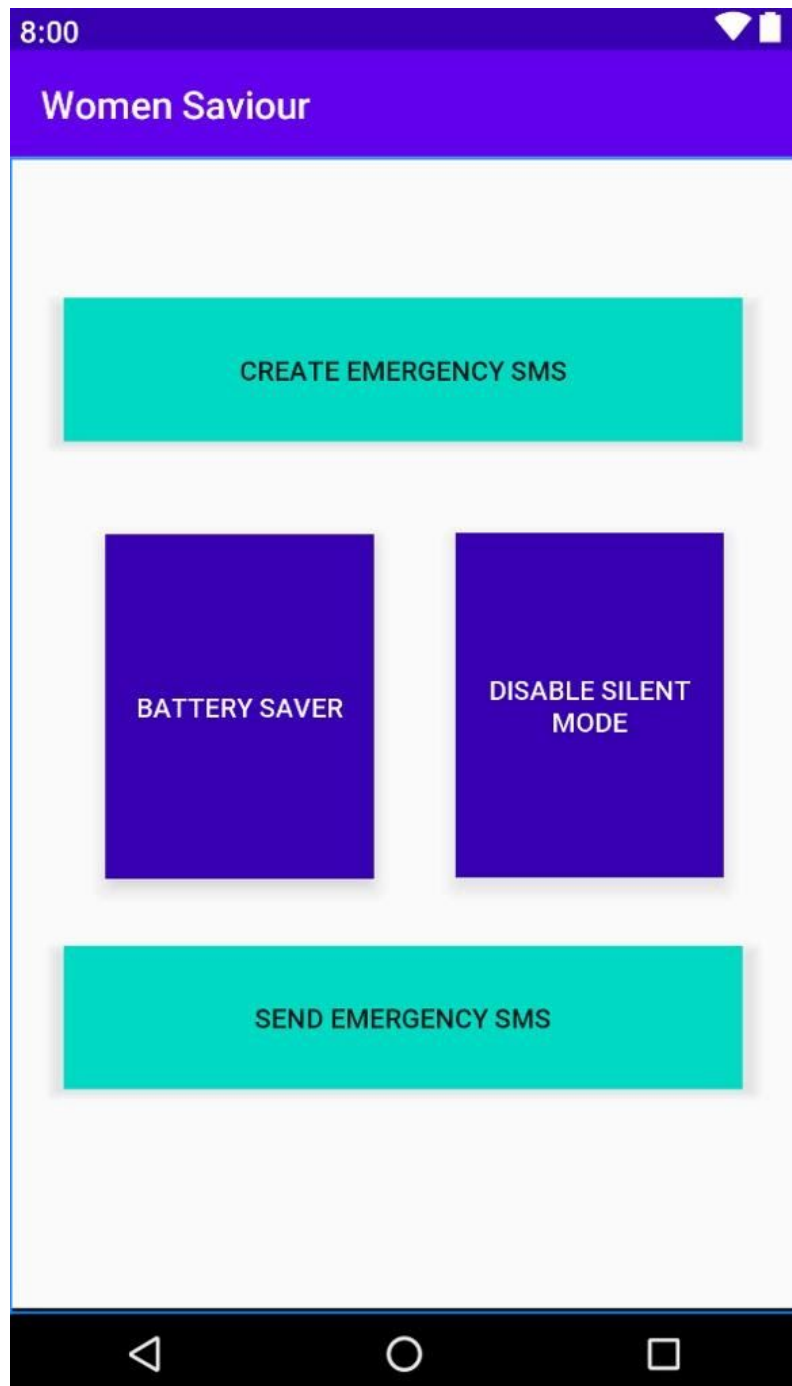 8:00
Women Saviour
CREATE EMERGENCY SMS
BATTERY SAVER
DISABLE SILENT
MODE
SEND EMERGENCY SMS